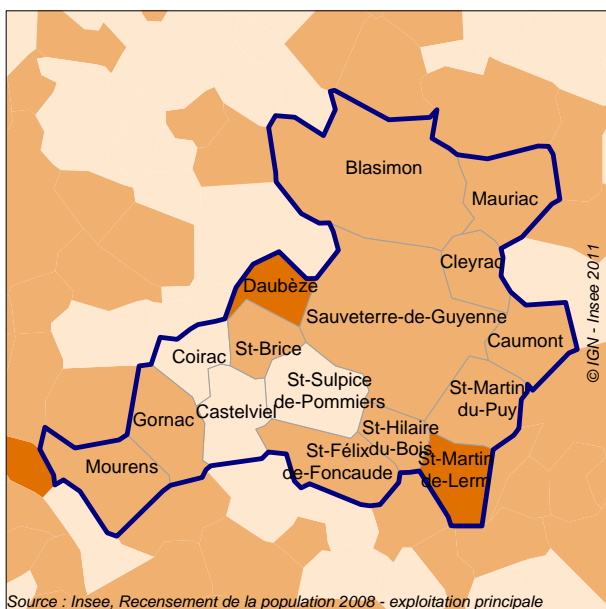 Blasimon
Mauriac
Cleyrac
Daubèze
Sauveterre-de-Guyenne
Caumont
St-Brice
Coirac
St-Sulpice
de-Pommiers
St-Martin
du-Puy
Castelviel
Gornac
St-Hilaire
du-Bois
St-Félix
de-Foncaude
St-Martin
de-Lerm
Mourens
© IGN - Insee 2011
Source : Insee, Recensement de la population 2008 - exploitation principale